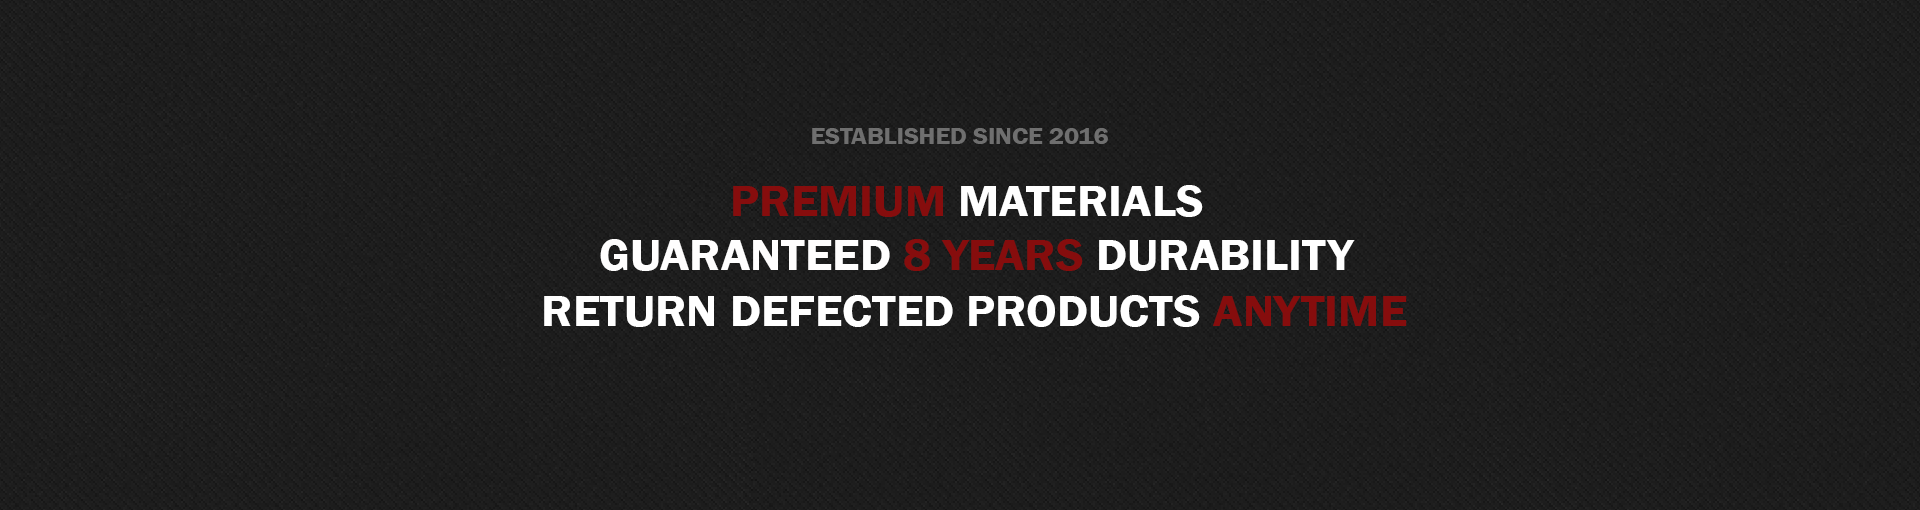 ESTABLISHED SINCE 2016
PREMIUM MATERIALS
GUARANTEED 8 YEARS DURABILITY
RETURN DEFECTED PRODUCTS ANYTIME